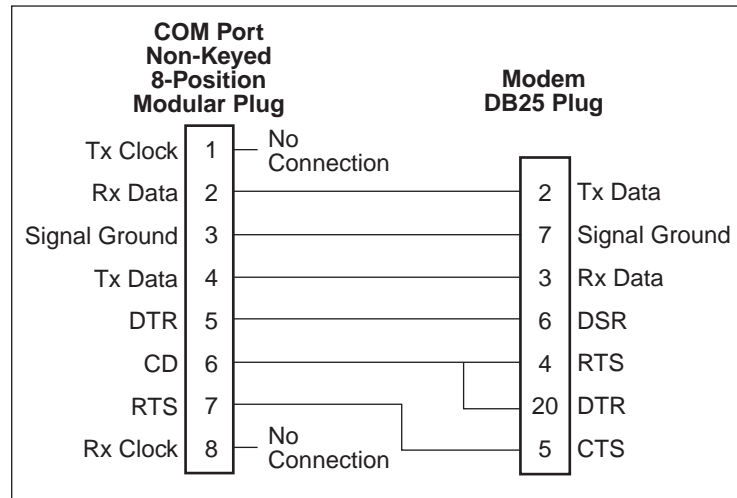 COM Port
Non-Keyed
8-Position
Modular Plug
Modem
DB25 Plug
Tx Clock 1 No
Connection
Rx Data 2 2 Tx Data
Signal Ground 3 7 Signal Ground
Tx Data 4 3 Rx Data
DTR 5 6 DSR
CD 6 4 RTS
RTS 7 20 DTR
Rx Clock 8 No
Connection 5 CTS